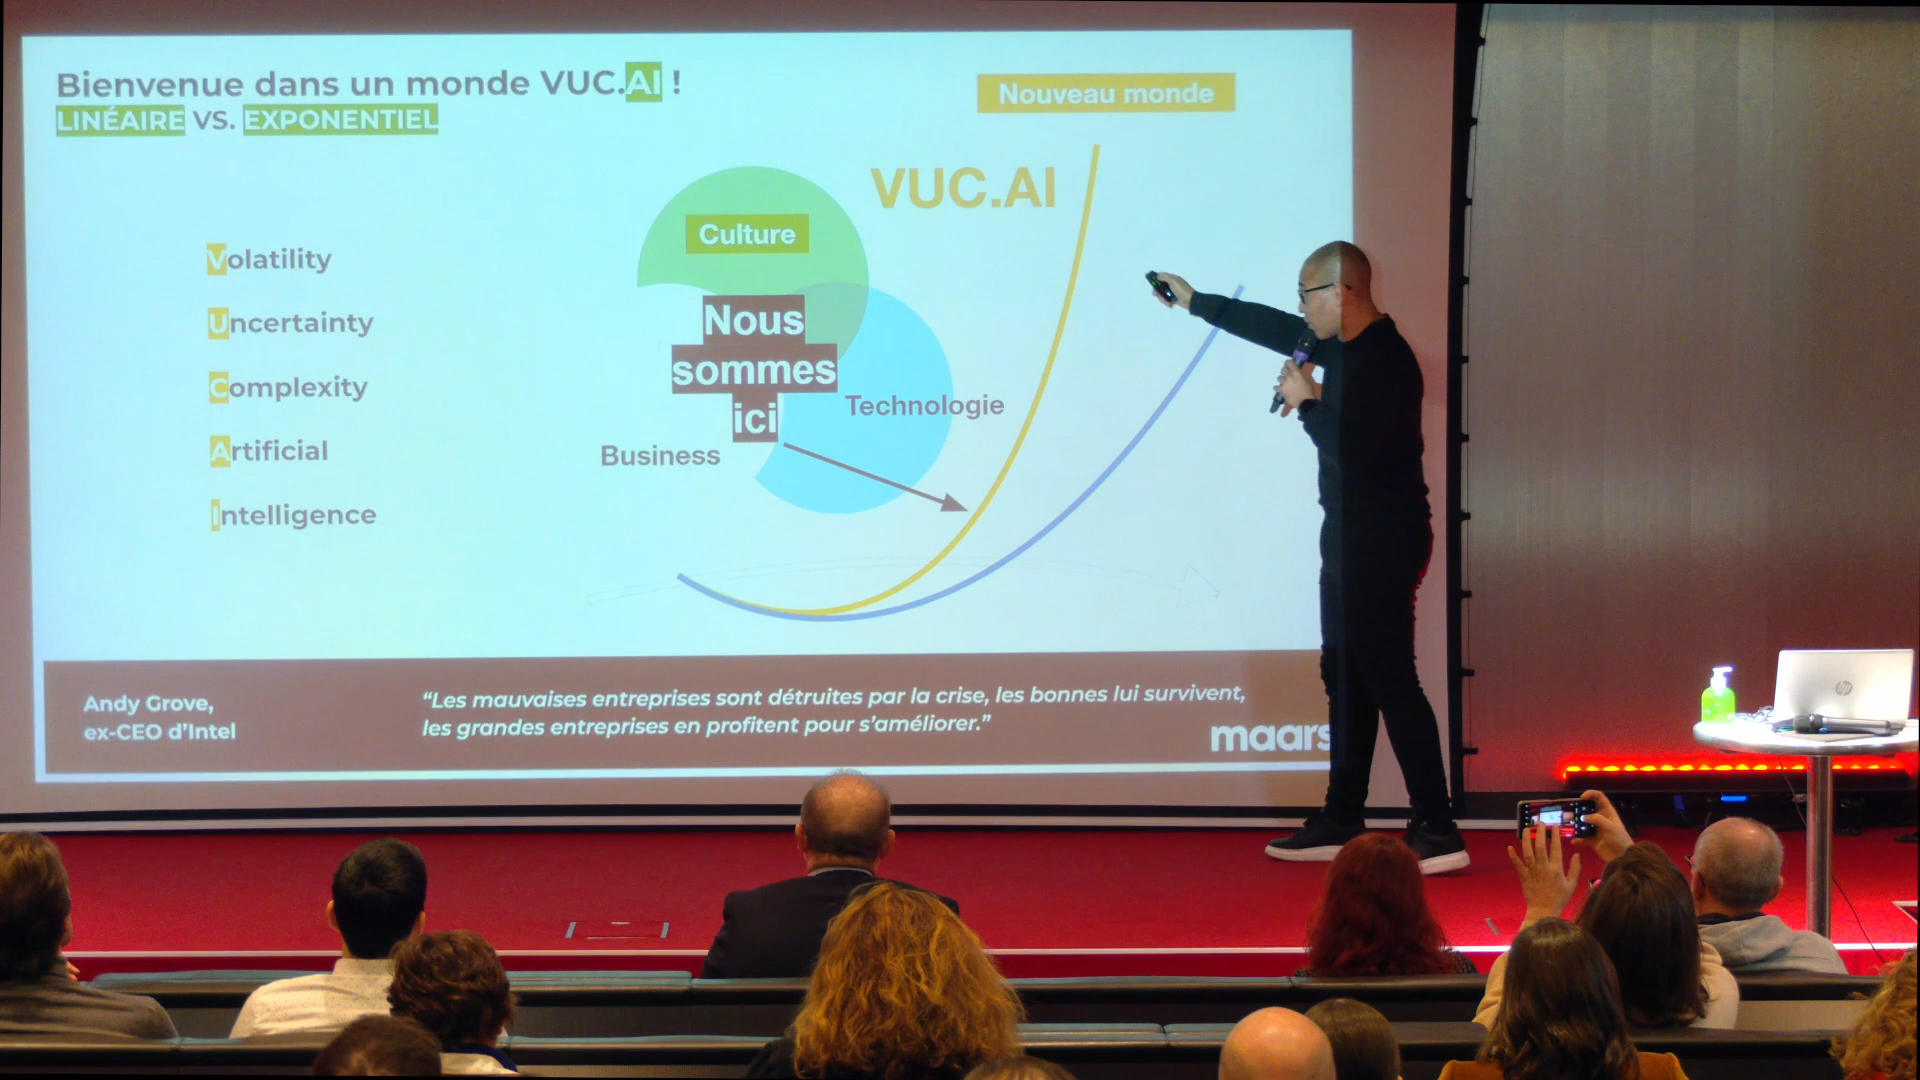 Bienvenue dans un monde VUC.AI !
LINÉAIRE VS. EXPONENTIEL
Nouveau monde
VUC.AI
Volatility
Uncertainty
Complexity
Artificial
Intelligence
Culture
Nous
sommes
ici
Technologie
Business
Andy Grove,
ex-CEO d'Intel
“Les mauvaises entreprises sont détruites par la crise, les bonnes lui survivent,
les grandes entreprises en profitent pour s'améliorer.”
maars
hp